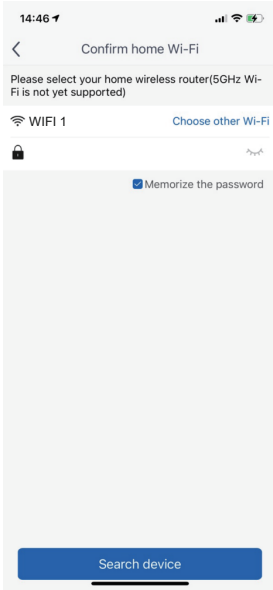 14:46
Confirm home Wi-Fi
Please select your home wireless router(5GHz Wi-
Fi is not yet supported)
WIFI 1 Choose other Wi-Fi
Memorize the password
Search device